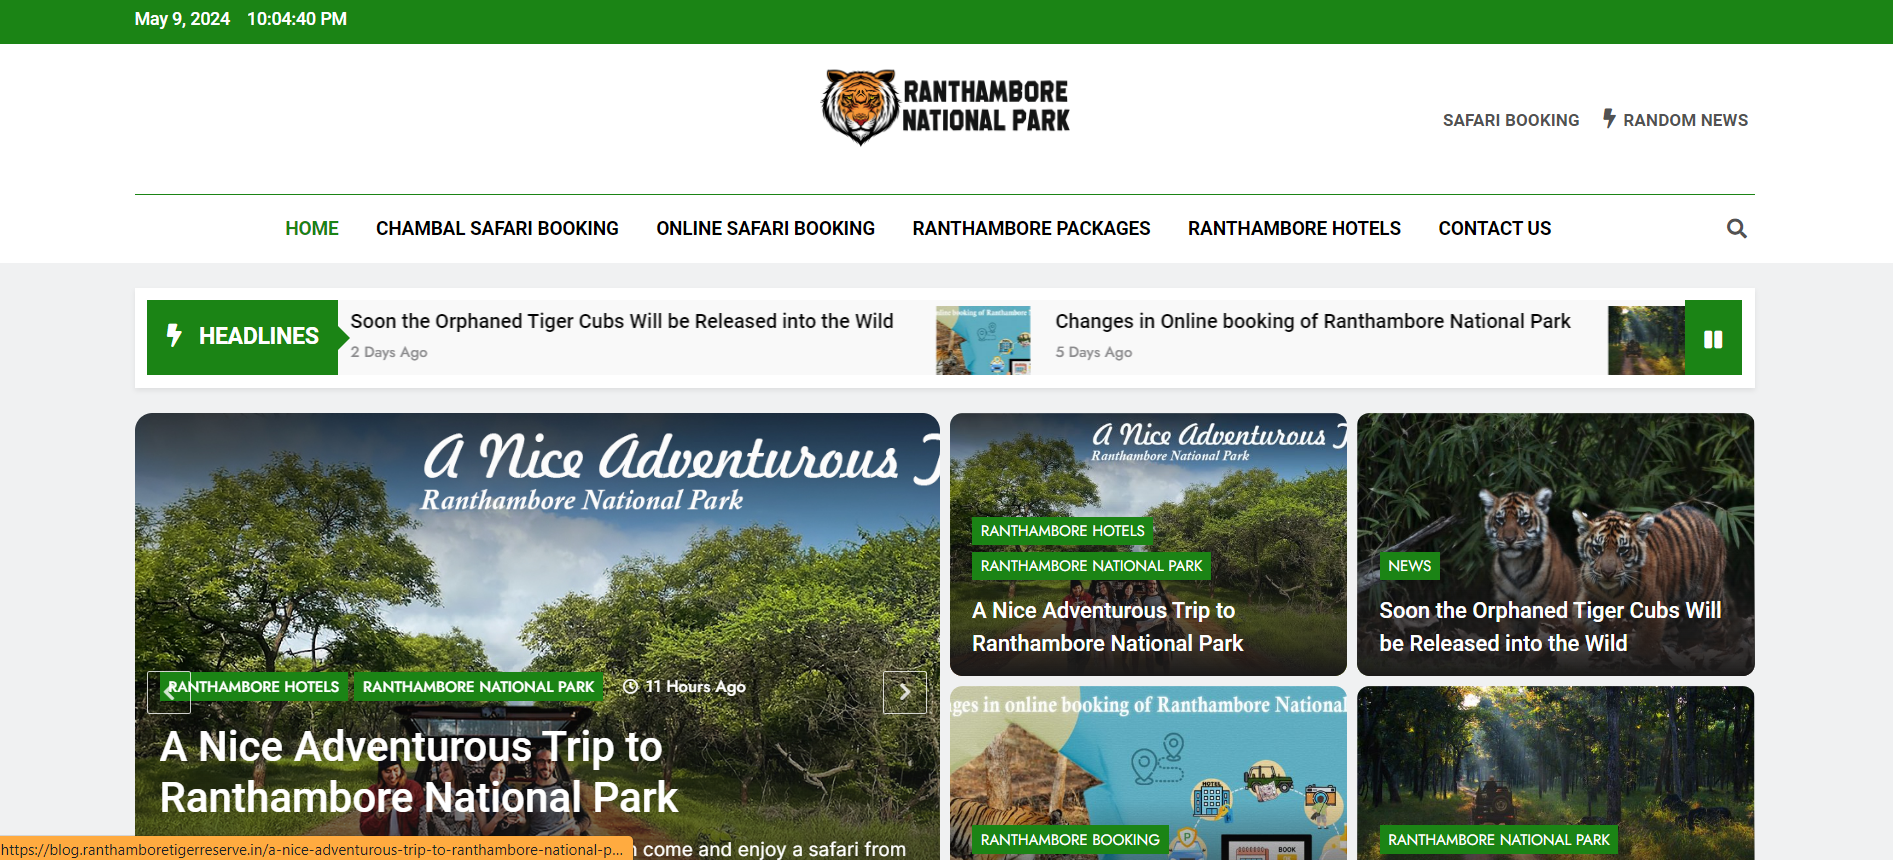 May 9, 2024 10:04:40 PM
RANTHAMBORE
NATIONAL PARK
SAFARI BOOKING RANDOM NEWS
HOME CHAMBAL SAFARI BOOKING ONLINE SAFARI BOOKING RANTHAMBORE PACKAGES RANTHAMBORE HOTELS CONTACT US
HEADLINES
Soon the Orphaned Tiger Cubs Will be Released into the Wild
2 Days Ago
Changes in Online booking of Ranthambore National Park
5 Days Ago
A Nice Adventurous T
Ranthambore National Park
RANTHAMBORE HOTELS RANTHAMBORE NATIONAL PARK 11 Hours Ago
A Nice Adventurous Trip to
Ranthambore National Park
come and enjoy a safari from
A Nice Adventurous T
Ranthambore National Park
RANTHAMBORE HOTELS
RANTHAMBORE NATIONAL PARK
A Nice Adventurous Trip to
Ranthambore National Park
NEWS
Soon the Orphaned Tiger Cubs Will
be Released into the Wild
ges in online booking of Ranthambore National
HOTEL
BOOK
RANTHAMBORE BOOKING
RANTHAMBORE NATIONAL PARK
https://blog.ranthamboretigerreserve.in/a-nice-adventurous-trip-to-ranthambore-national-p...